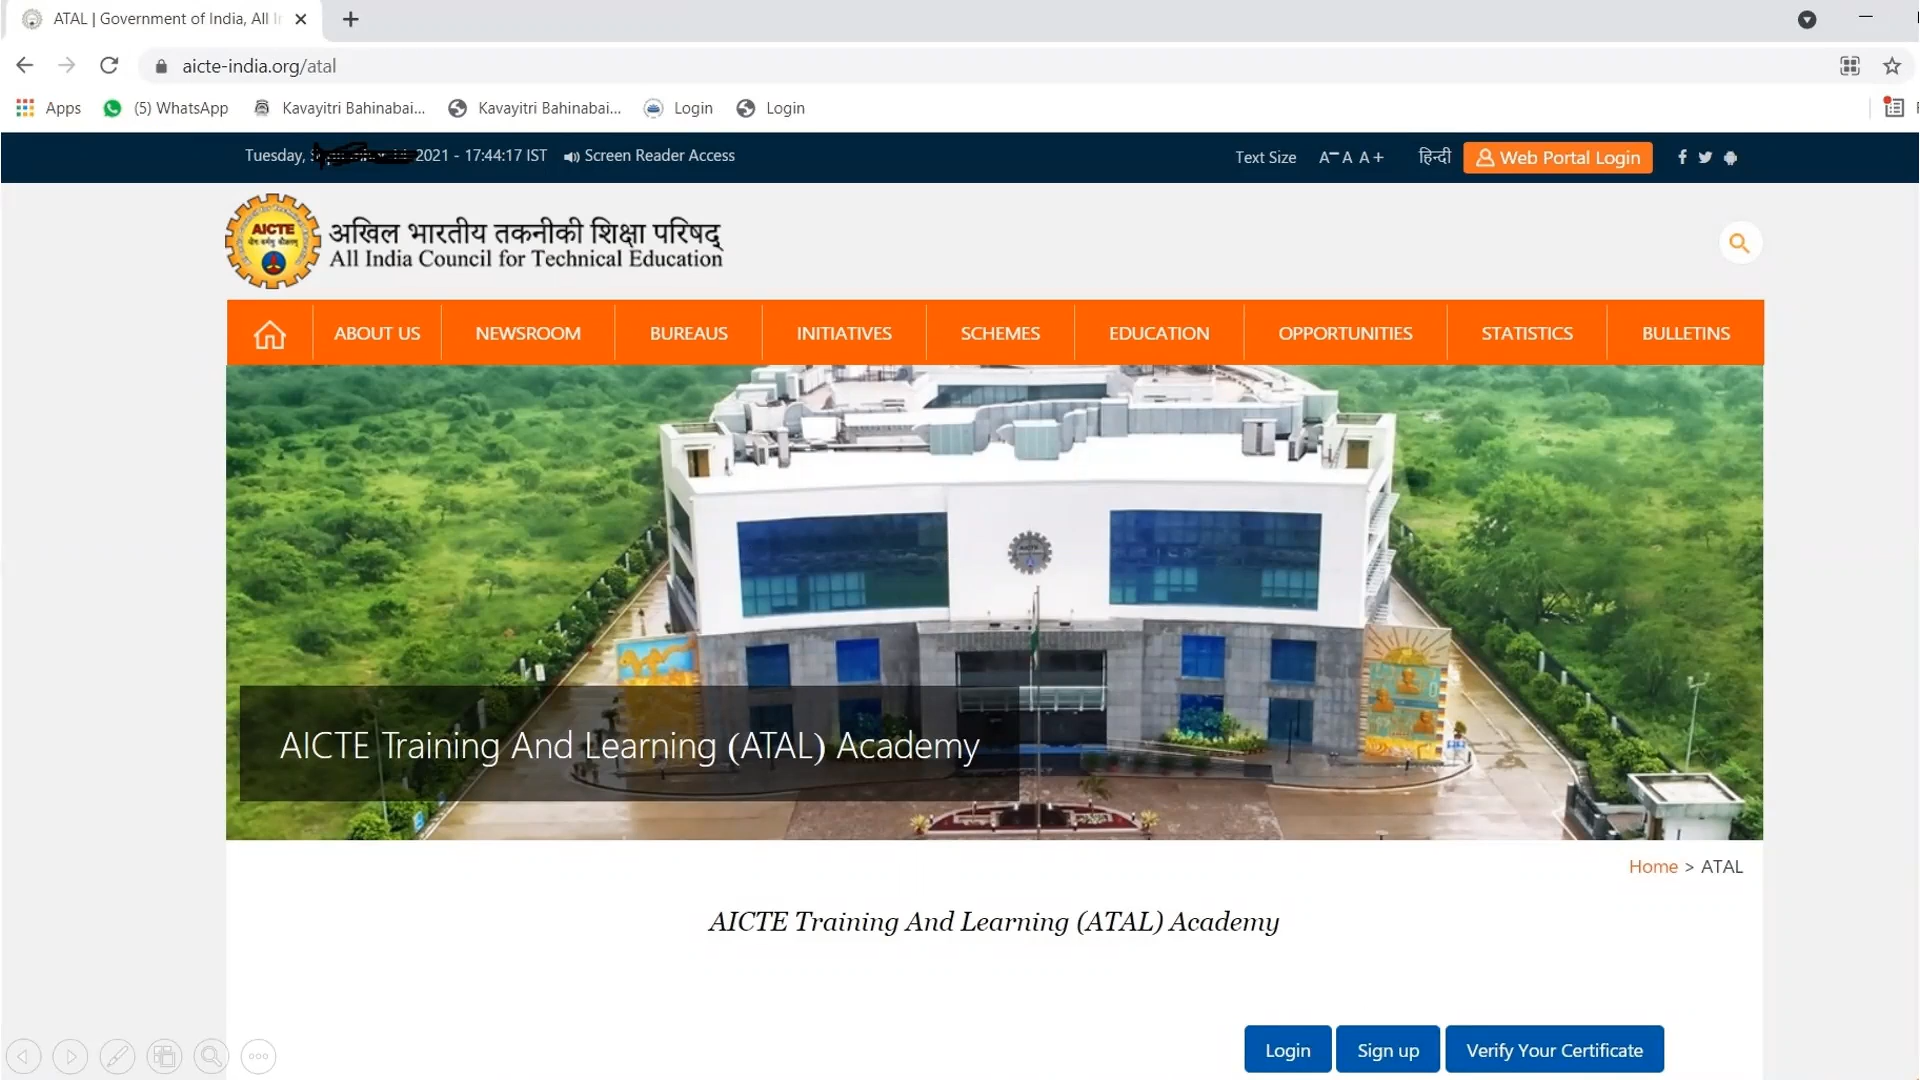 ATAL | Government of India, All I
aicte-india.org/atal
Apps
(5) WhatsApp
Kavayitri Bahinabai...
Kavayitri Bahinabai...
Login
Login
Tuesday, 2021 - 17:44:17 IST
Screen Reader Access
Text Size
A- A A+
हिन्दी
Web Portal Login
AICTE
अखिल भारतीय तकनीकी शिक्षा परिषद्
All India Council for Technical Education
ABOUT US
NEWSROOM
BUREAUS
INITIATIVES
SCHEMES
EDUCATION
OPPORTUNITIES
STATISTICS
BULLETINS
AICTE Training And Learning (ATAL) Academy
Home > ATAL
AICTE Training And Learning (ATAL) Academy
Login
Sign up
Verify Your Certificate